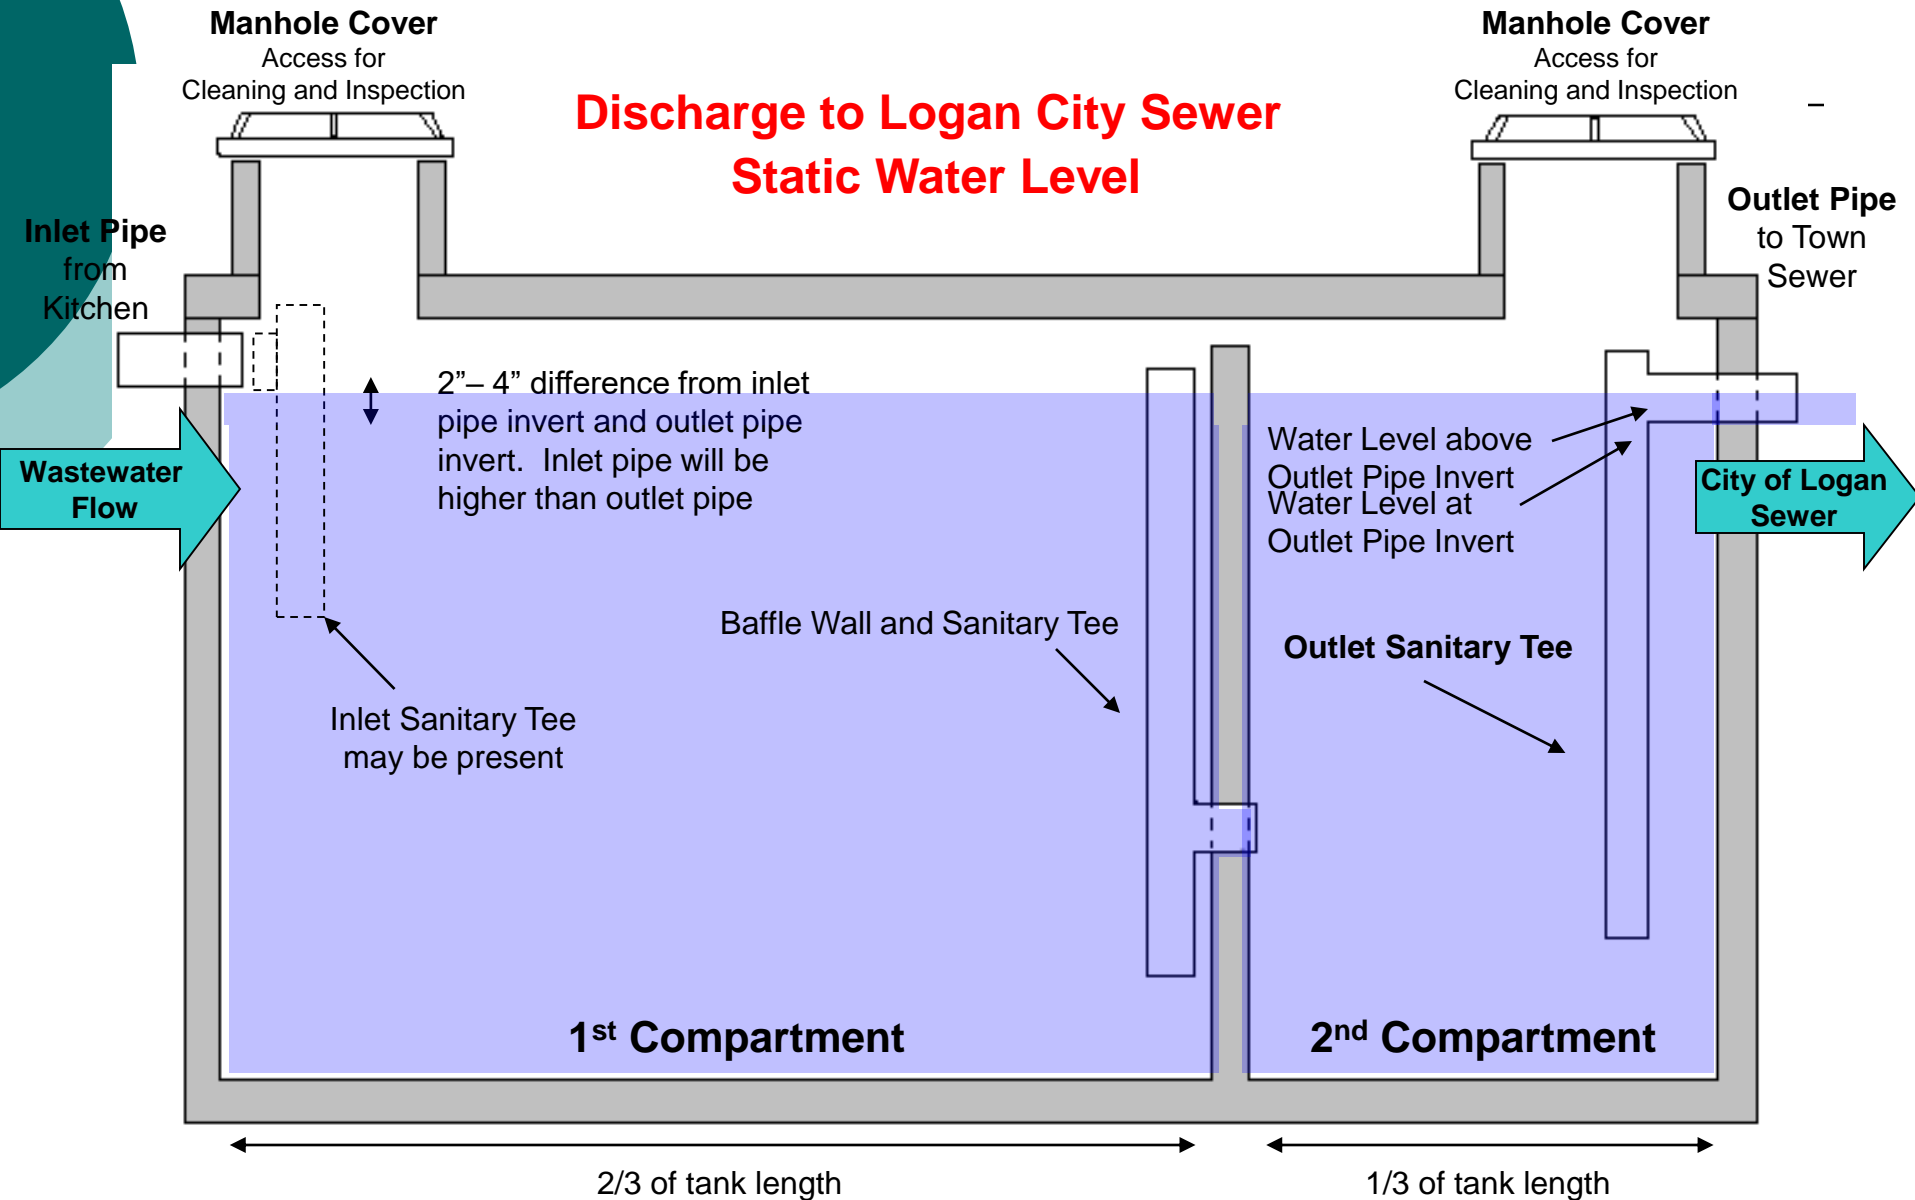 Manhole Cover
Access for
Cleaning and Inspection
Manhole Cover
Access for
Cleaning and Inspection
–
Discharge to Logan City Sewer
Static Water Level
Inlet Pipe
from
Kitchen
Outlet Pipe
to Town
Sewer
2”– 4” difference from inlet
pipe invert and outlet pipe
invert. Inlet pipe will be
higher than outlet pipe
Water Level above
Outlet Pipe Invert
Water Level at
Outlet Pipe Invert
Wastewater
Flow
City of Logan
Sewer
Baffle Wall and Sanitary Tee
Outlet Sanitary Tee
Inlet Sanitary Tee
may be present
1st Compartment
2nd Compartment
2/3 of tank length
1/3 of tank length